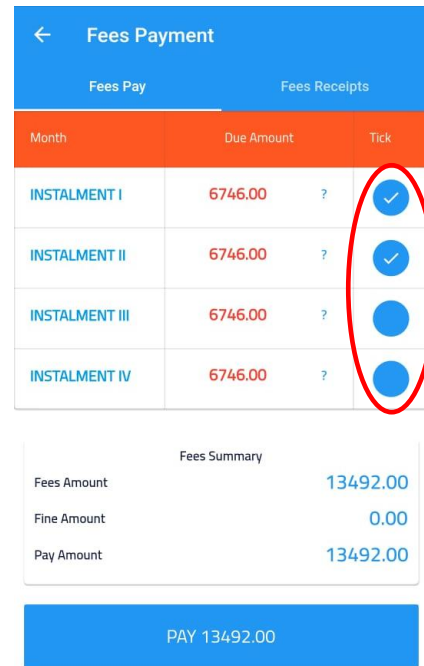 Fees Payment
Fees Pay Fees Receipts
Month Due Amount Tick
INSTALMENT I 6746.00 ?
INSTALMENT II 6746.00 ?
INSTALMENT III 6746.00 ?
INSTALMENT IV 6746.00 ?
Fees Summary
Fees Amount 13492.00
Fine Amount 0.00
Pay Amount 13492.00
PAY 13492.00